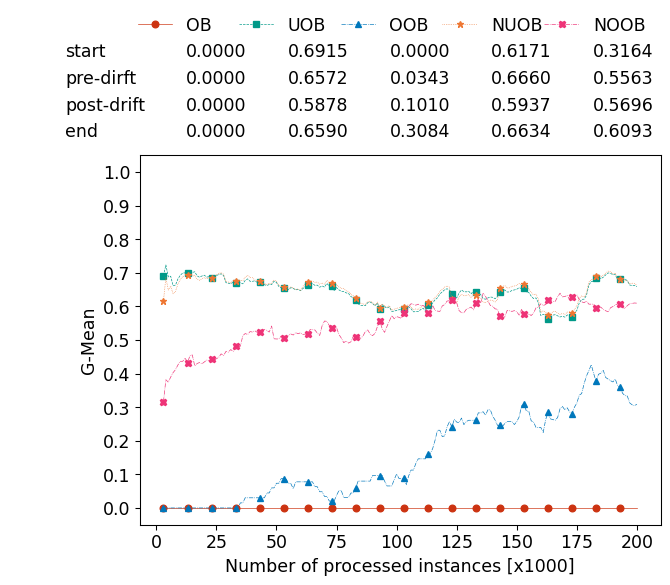 OB UOB OOB NUOB NOOB
start 0.0000 0.6915 0.0000 0.6171 0.3164
pre-dirft 0.0000 0.6572 0.0343 0.6660 0.5563
post-drift 0.0000 0.5878 0.1010 0.5937 0.5696
end 0.0000 0.6590 0.3084 0.6634 0.6093
1.0
0.9
0.8
0.7
0.6
0.5
0.4
0.3
0.2
0.1
0.0
G-Mean
0 25 50 75 100 125 150 175 200
Number of processed instances [x1000]